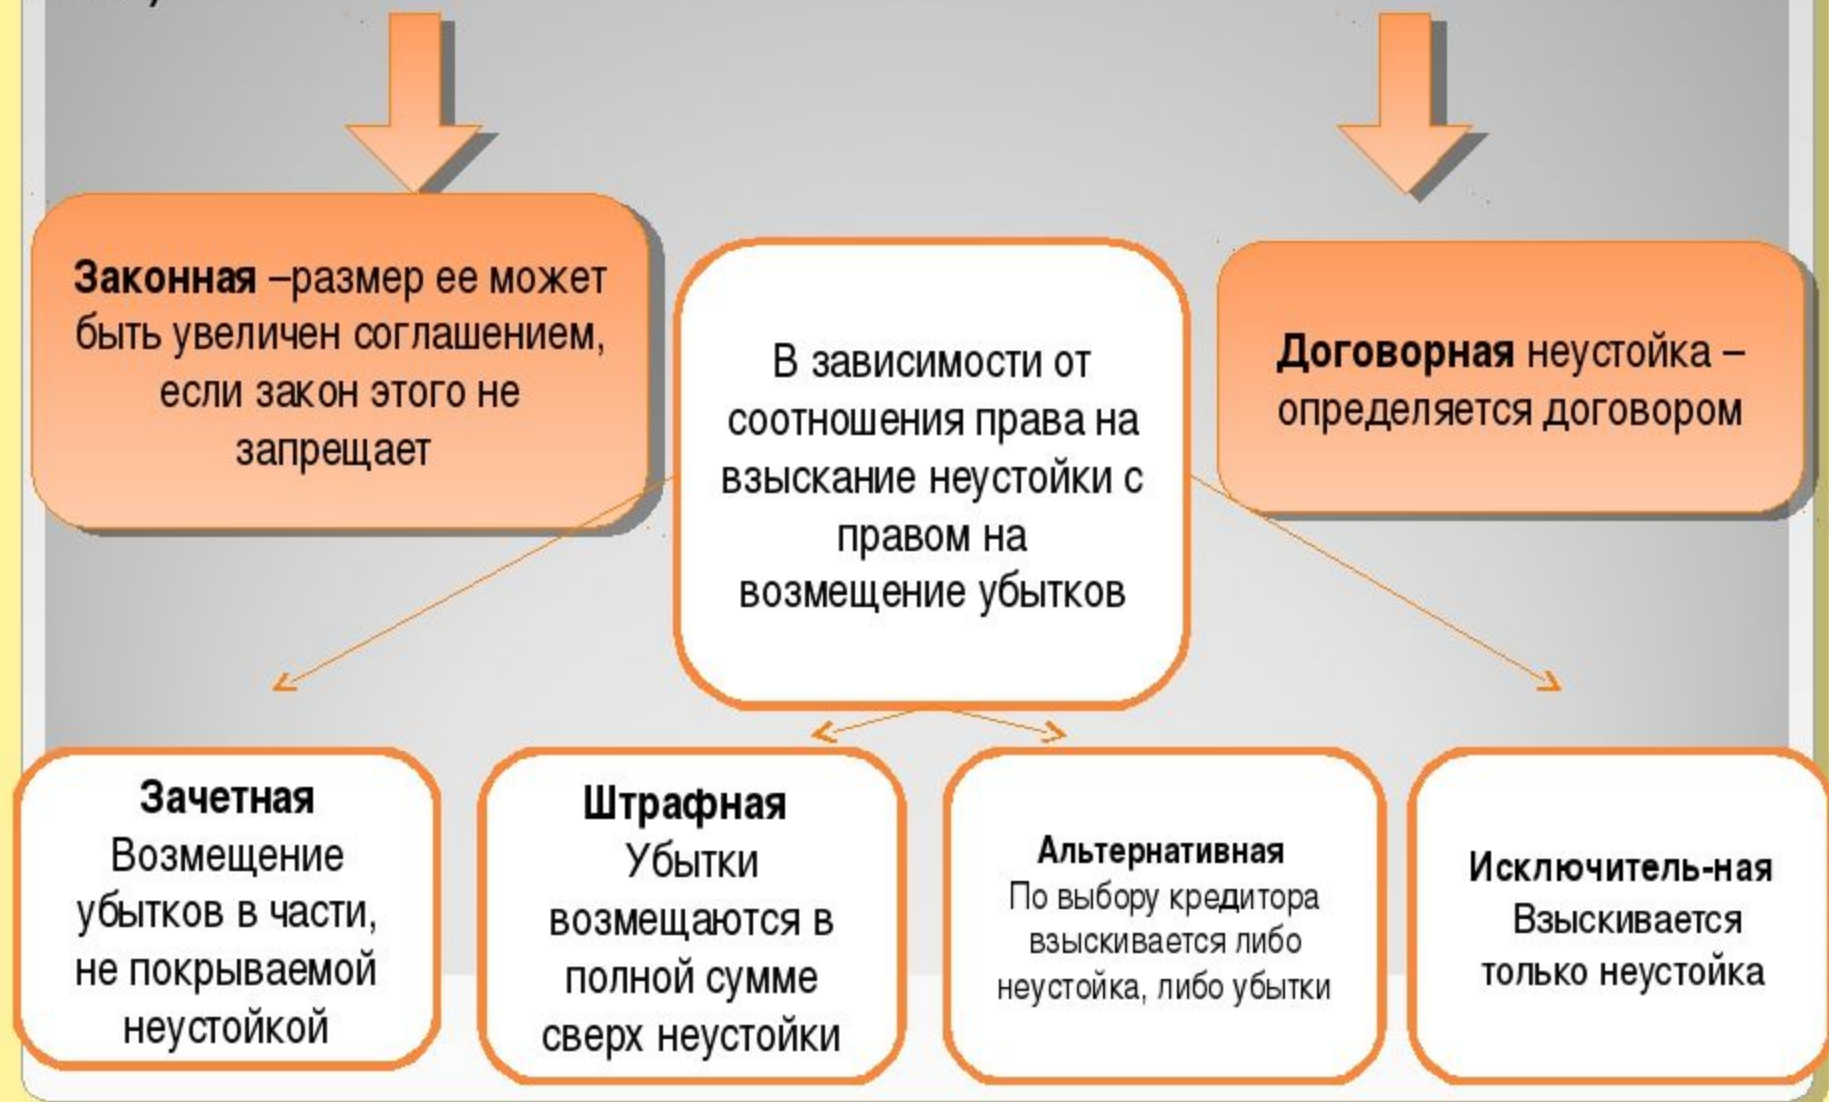 Законная –размер ее может
быть увеличен соглашением,
если закон этого не
запрещает
В зависимости от
соотношения права на
взыскание неустойки с
правом на
возмещение убытков
Договорная неустойка –
определяется договором
Зачетная
Возмещение
убытков в части,
не покрываемой
неустойкой
Штрафная
Убытки
возмещаются в
полной сумме
сверх неустойки
Альтернативная
По выбору кредитора
взыскивается либо
неустойка, либо убытки
Исключитель-ная
Взыскивается
только неустойка